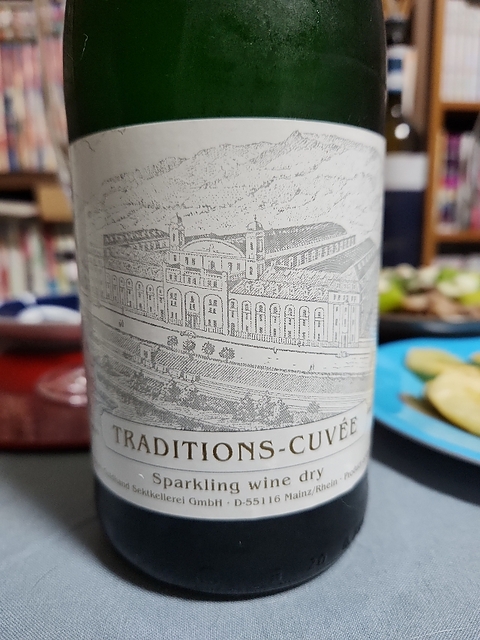 TRADITIONS-CUVÉE
Sparkling wine dry
Sektkellerei GmbH · D-55116 Mainz/Rhein ·